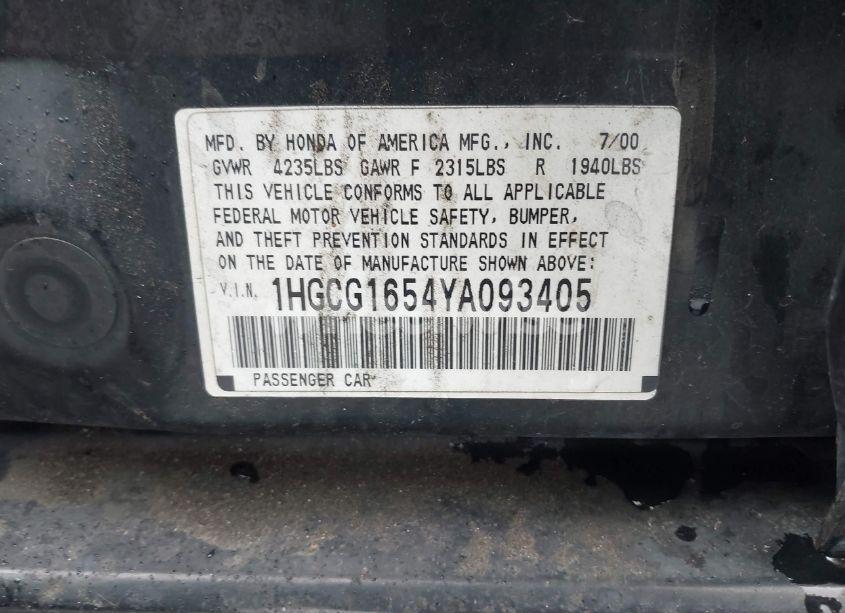 MFD. BY HONDA OF AMERICA MFG., INC. 7/00
GVWR 4235LBS GAWR F 2315LBS R 1940LBS
THIS VEHICLE CONFORMS TO ALL APPLICABLE
FEDERAL MOTOR VEHICLE SAFETY, BUMPER,
AND THEFT PREVENTION STANDARDS IN EFFECT
ON THE DATE OF MANUFACTURE SHOWN ABOVE:
V.I.N. 1HGCG1654YA093405
PASSENGER CAR